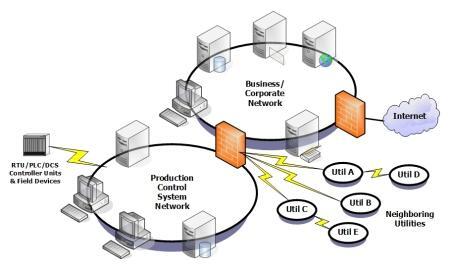 Business/
Corporate
Network
Internet
RTU/PLC/DCS
Controller Units
& Field Devices
Production
Control
System
Network
Util A
Util D
Util B
Util C
Util E
Neighboring
Utilities